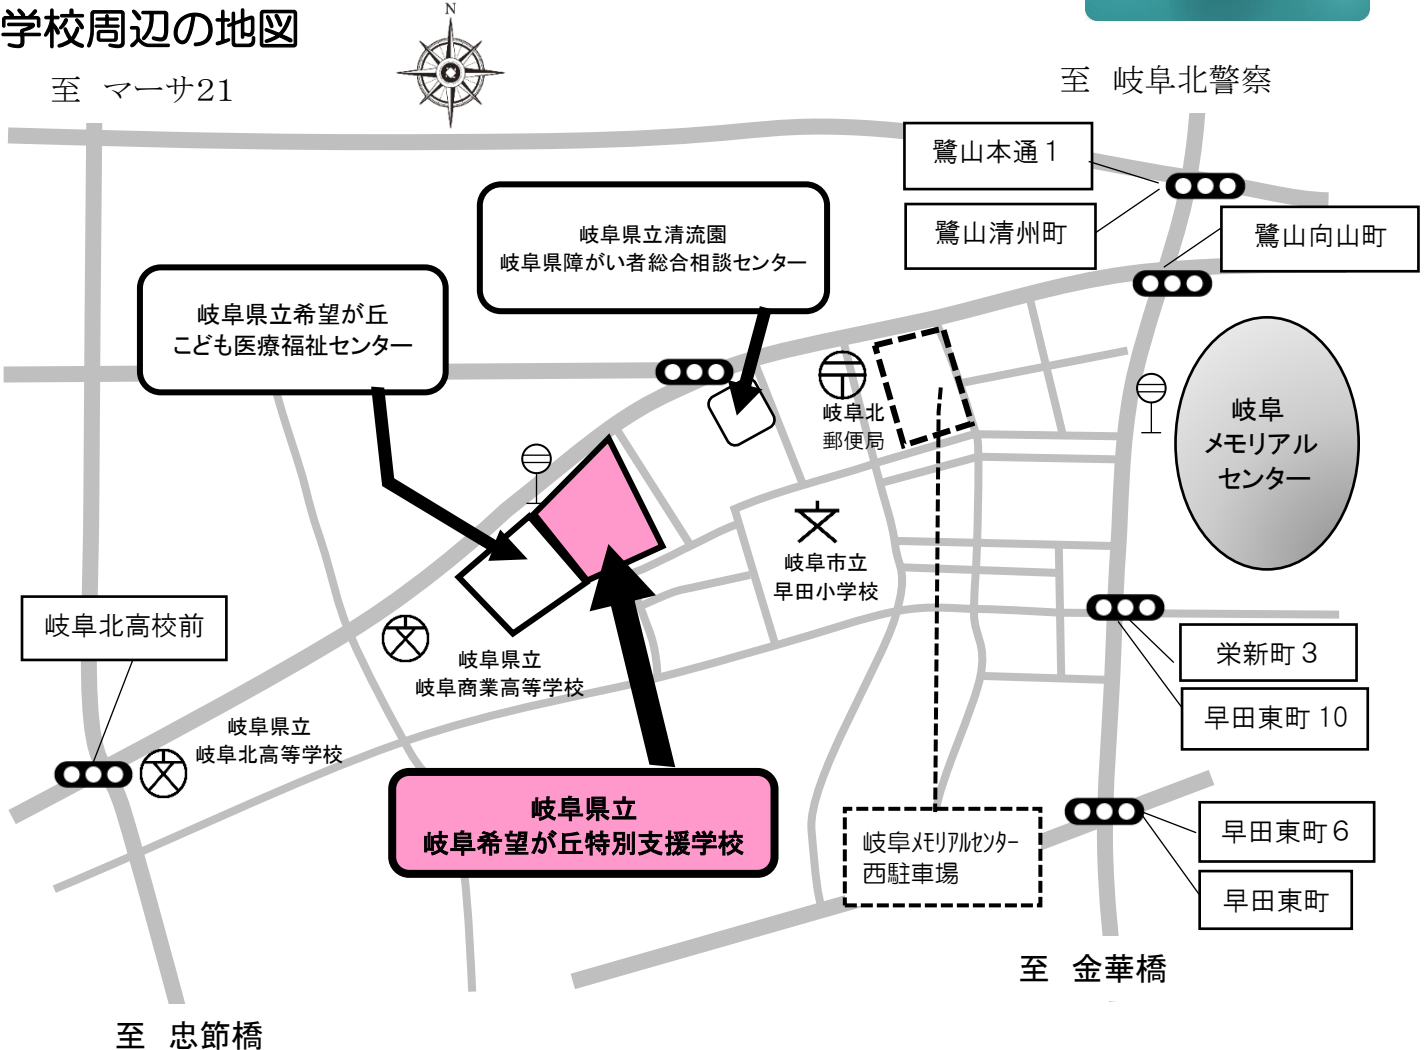 学校周辺の地図
N
至　マーサ21
至　岐阜北警察
鷺山本通１
鷺山清州町
鷺山向山町
岐阜県立清流園
岐阜県障がい者総合相談センター
岐阜県立希望が丘
こども医療福祉センター
岐阜北
郵便局
岐阜
メモリアル
センター
文
岐阜市立
早田小学校
岐阜北高校前
文
岐阜県立
岐阜商業高等学校
栄新町３
早田東町 10
文
岐阜県立
岐阜北高等学校
岐阜県立
岐阜希望が丘特別支援学校
岐阜ﾒﾓﾘｱﾙｾﾝﾀｰ
西駐車場
早田東町６
早田東町
至　金華橋
至　忠節橋